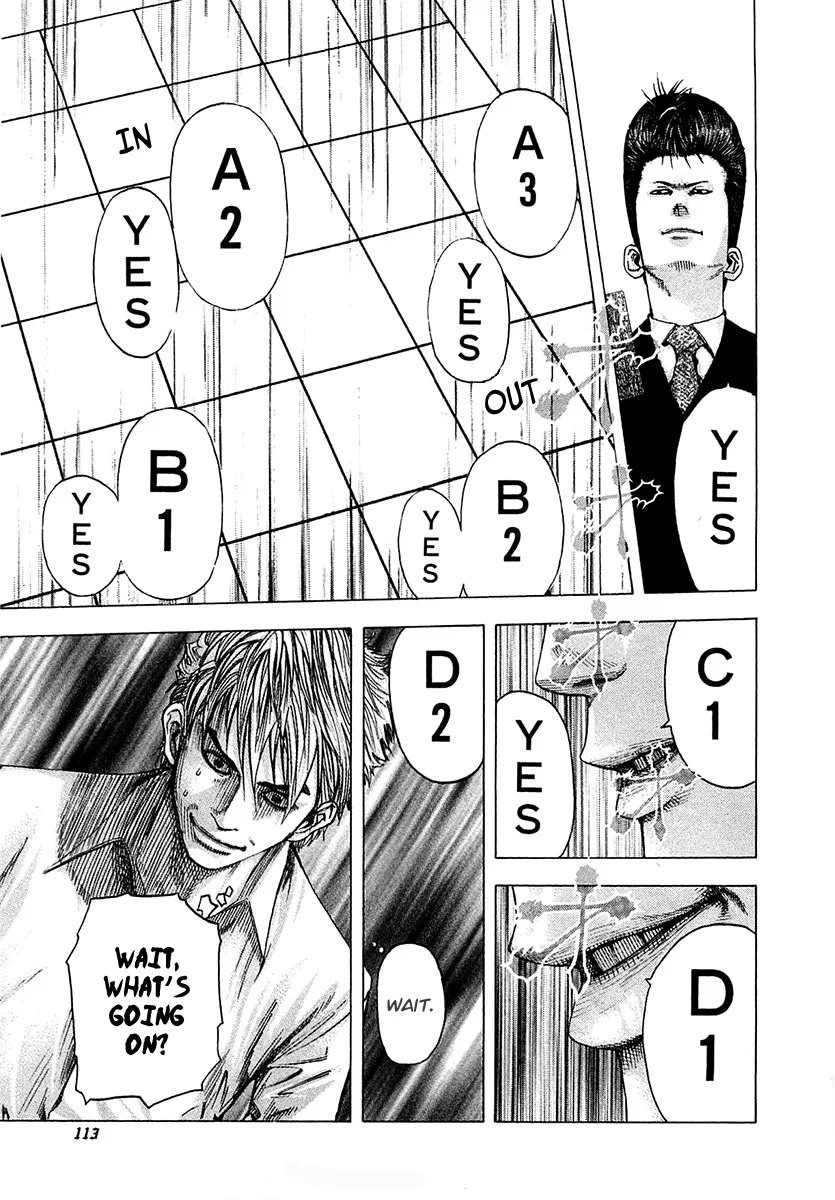 YES
A
3
YES
OUT
A
2
YES
IN
B
2
YES
B
1
YES
C
1
YES
D
1
D
2
WAIT.
WAIT,
WHAT'S
GOING
ON?
113